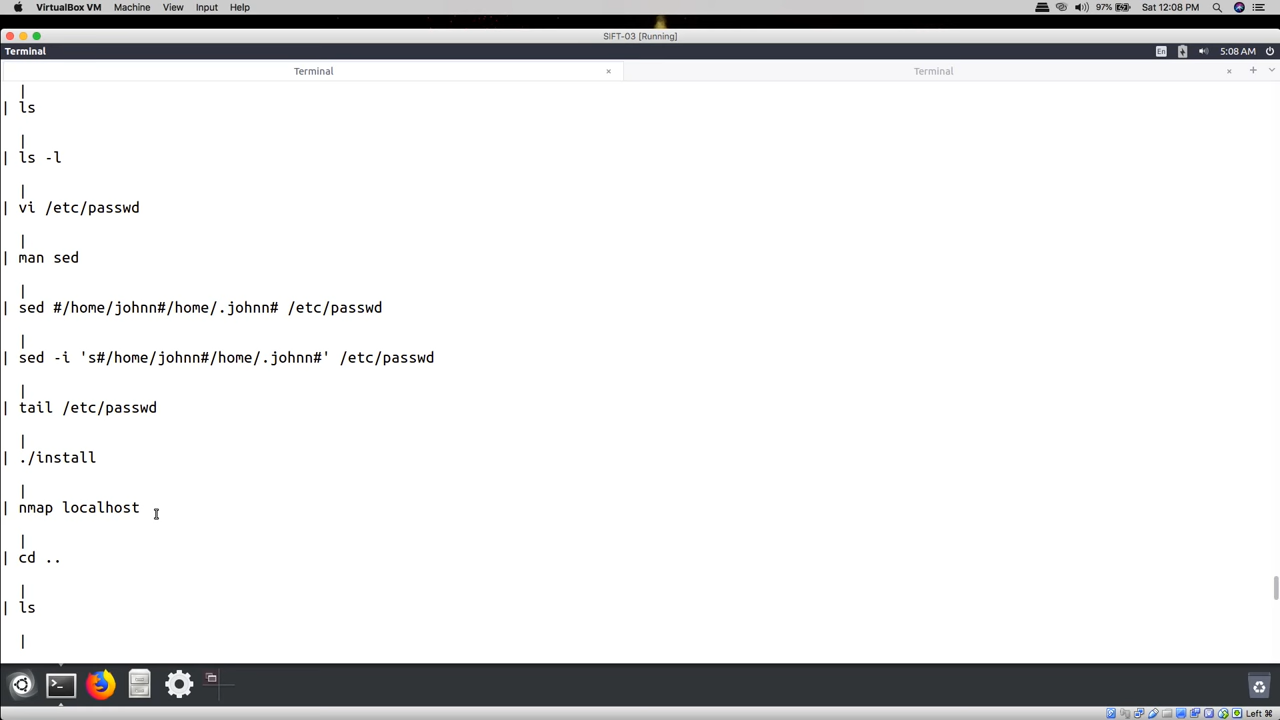 VirtualBox VM Machine View Input Help 97% Sat 12:08 PM
SIFT-03 [Running]
Terminal En 5:08 AM
Terminal × Terminal × +
|
| ls
|
| ls -l
|
| vi /etc/passwd
|
| man sed
|
| sed #/home/johnn#/home/.johnn# /etc/passwd
|
| sed -i 's#/home/johnn#/home/.johnn#' /etc/passwd
|
| tail /etc/passwd
|
| ./install
|
| nmap localhost
|
| cd ..
|
| ls
|
Left ⌘